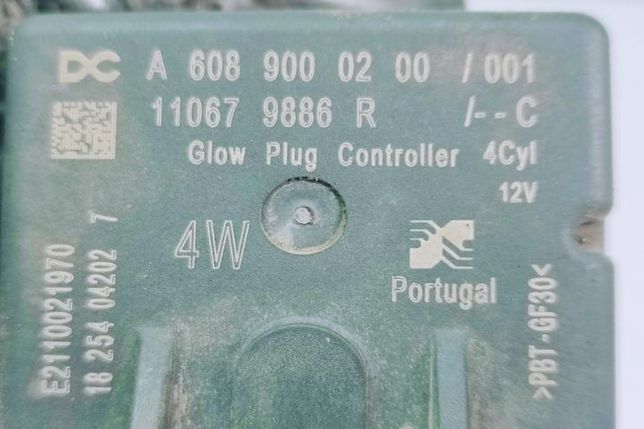 DC A 608 900 02 00 /001
11067 9886 R /--C
Glow Plug Controller 4Cyl
12V
4W
Portugal
E2110021970
18 254 04202 7
>PBT-GF30<